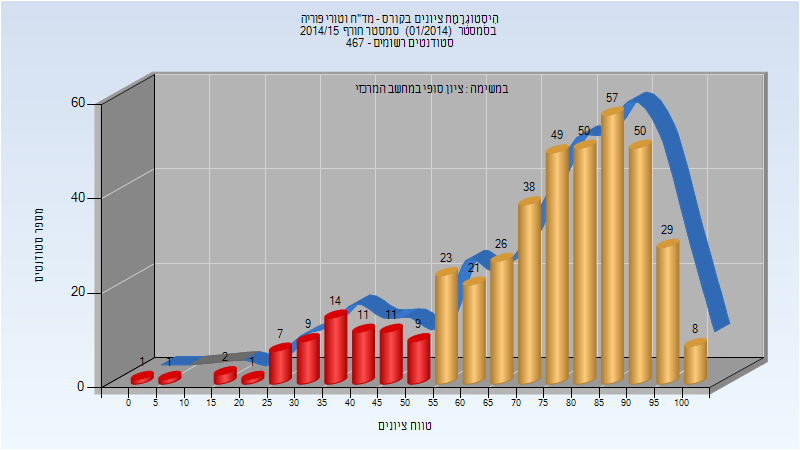 היסטוגרמת ציונים בקורס - מד"ח וטורי פוריה
בסמסטר (01/2014) סמסטר חורף 2014/15
סטודנטים רשומים - 467
במשימה : ציון סופי במחשב המרכזי
מספר סטודנטים
60
40
20
0
1 1 2 1 7 9 14 11 11 9 23 21 26 38 49 50 57 50 29 8
0 5 10 15 20 25 30 35 40 45 50 55 60 65 70 75 80 85 90 95 100
טווח ציונים